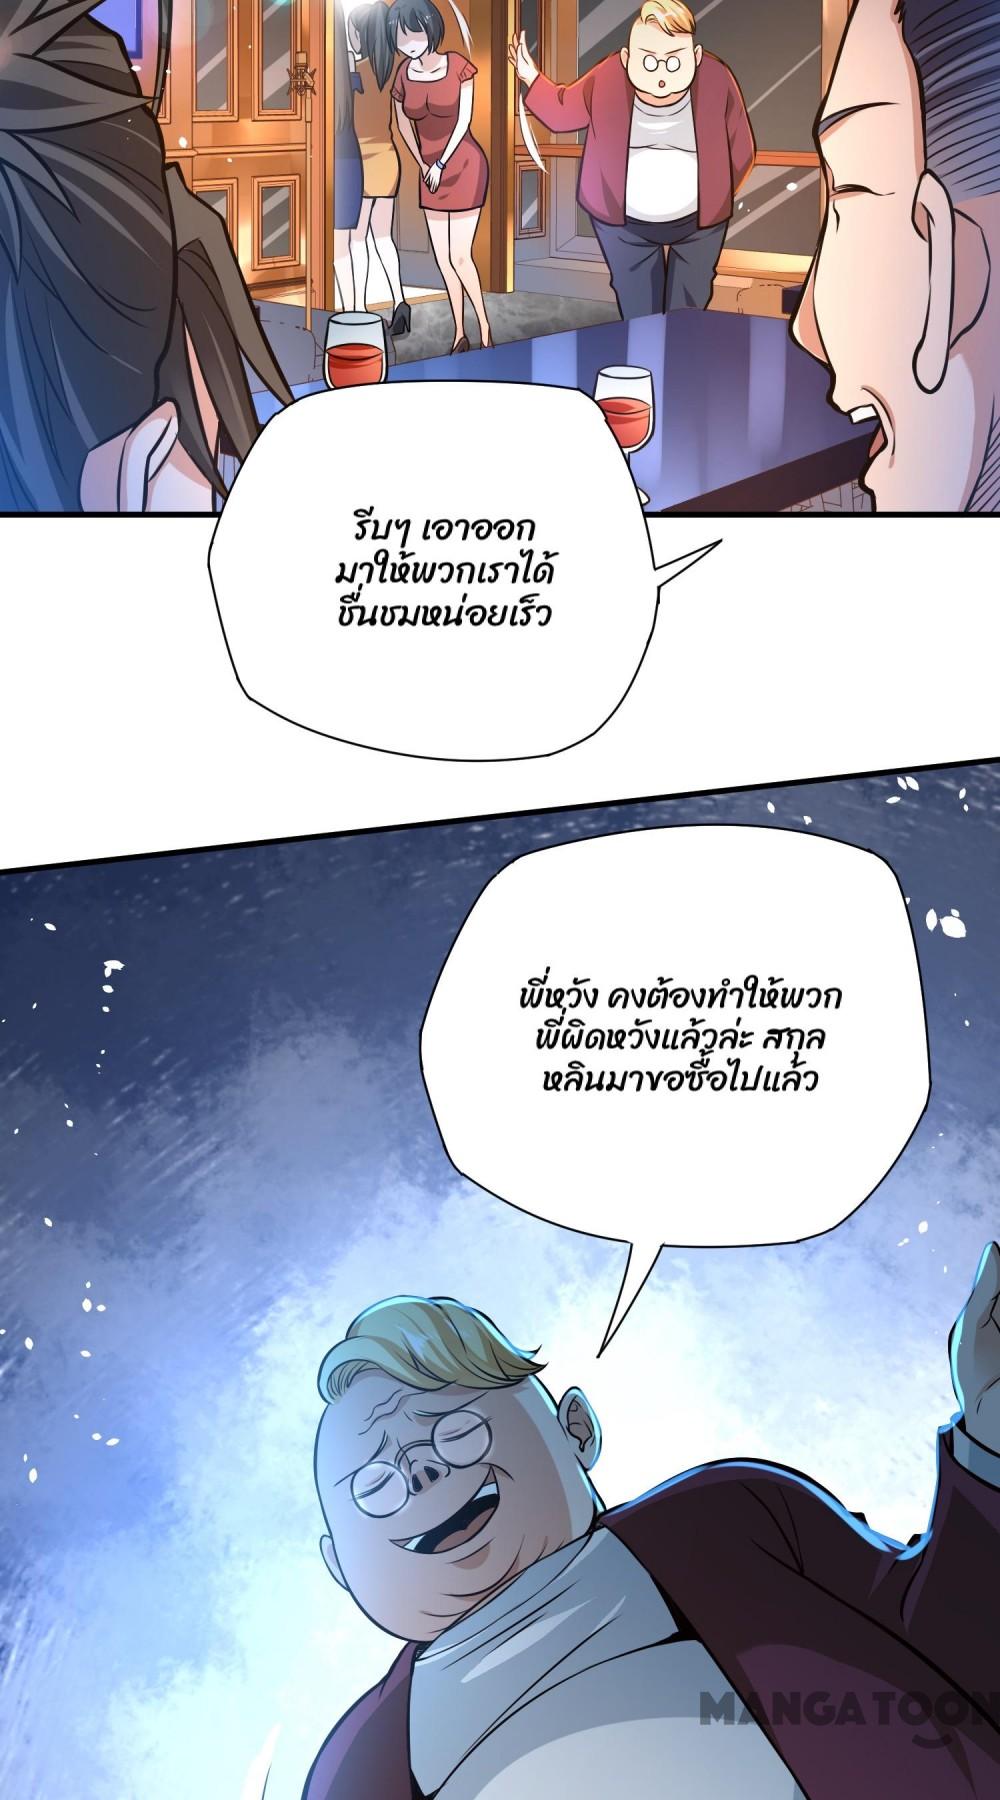 รีบๆ เอาออก
มาให้พวกเราได้
ชื่นชมหน่อยเร็ว
พี่หวัง คงต้องทำให้พวก
พี่ผิดหวังแล้วล่ะ สกุล
หลินมาขอซื้อไปแล้ว
MANGATOON